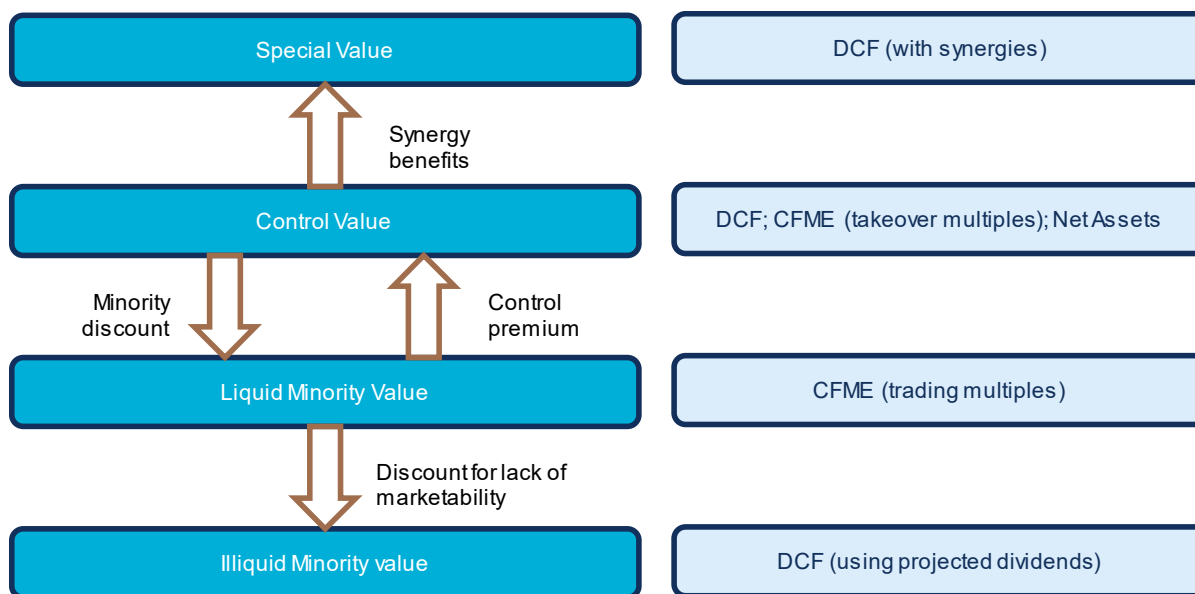 Special Value
DCF (with synergies)
Synergy
benefits
Control Value
DCF; CFME (takeover multiples); Net Assets
Minority
discount
Control
premium
Liquid Minority Value
CFME (trading multiples)
Discount for lack of
marketability
Illiquid Minority value
DCF (using projected dividends)